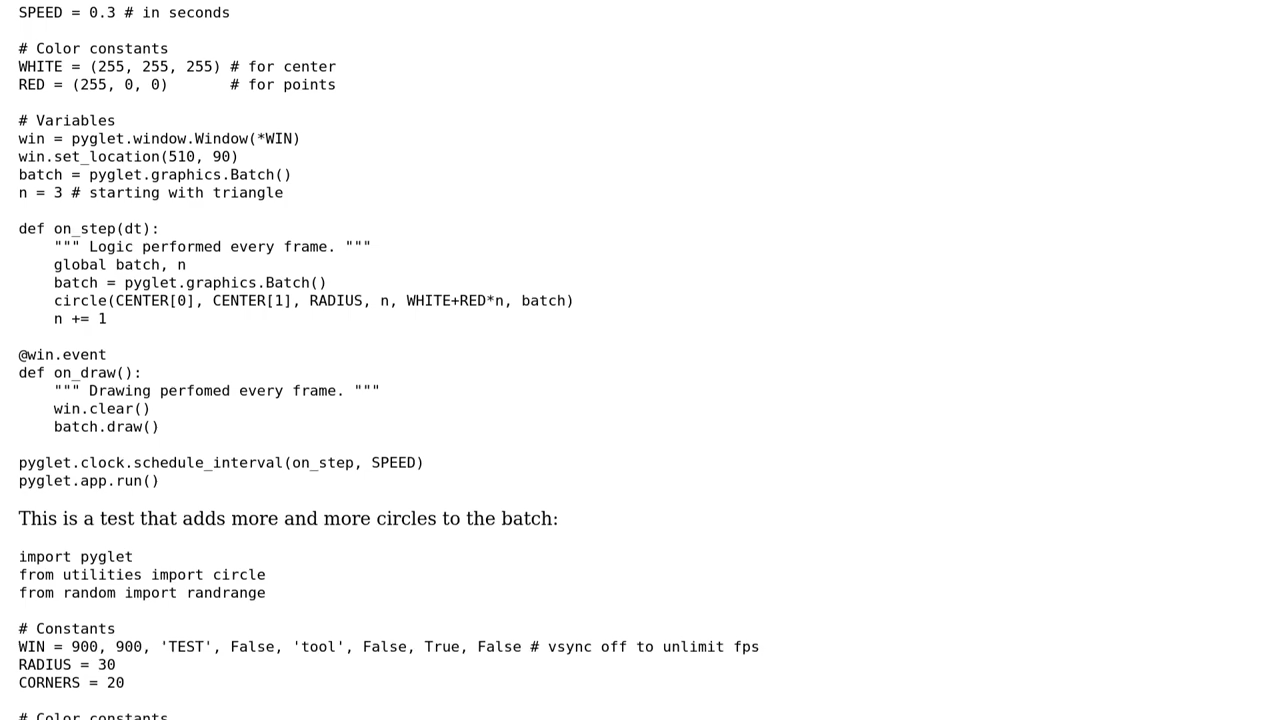 SPEED = 0.3 # in seconds

# Color constants
WHITE = (255, 255, 255) # for center
RED = (255, 0, 0)       # for points

# Variables
win = pyglet.window.Window(*WIN)
win.set_location(510, 90)
batch = pyglet.graphics.Batch()
n = 3 # starting with triangle

def on_step(dt):
    """ Logic performed every frame. """
    global batch, n
    batch = pyglet.graphics.Batch()
    circle(CENTER[0], CENTER[1], RADIUS, n, WHITE+RED*n, batch)
    n += 1

@win.event
def on_draw():
    """ Drawing perfomed every frame. """
    win.clear()
    batch.draw()

pyglet.clock.schedule_interval(on_step, SPEED)
pyglet.app.run()

This is a test that adds more and more circles to the batch:

import pyglet
from utilities import circle
from random import randrange

# Constants
WIN = 900, 900, 'TEST', False, 'tool', False, True, False # vsync off to unlimit fps
RADIUS = 30
CORNERS = 20

# Color constants